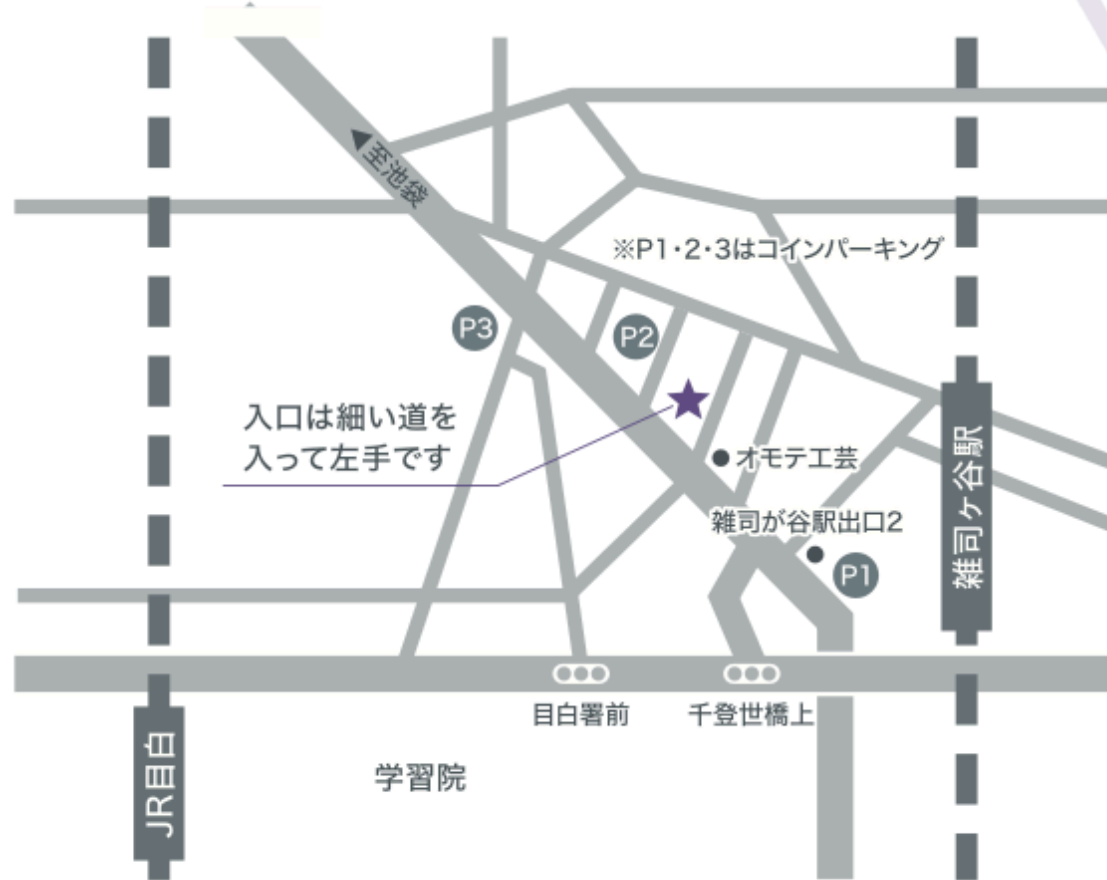 ◀至池袋
※P1・2・3はコインパーキング
P3
P2
入口は細い道を
入って左手です
オモテ工芸
雑司が谷駅出口2
P1
雑司ヶ谷駅
目白署前
千登世橋上
JR目白
学習院